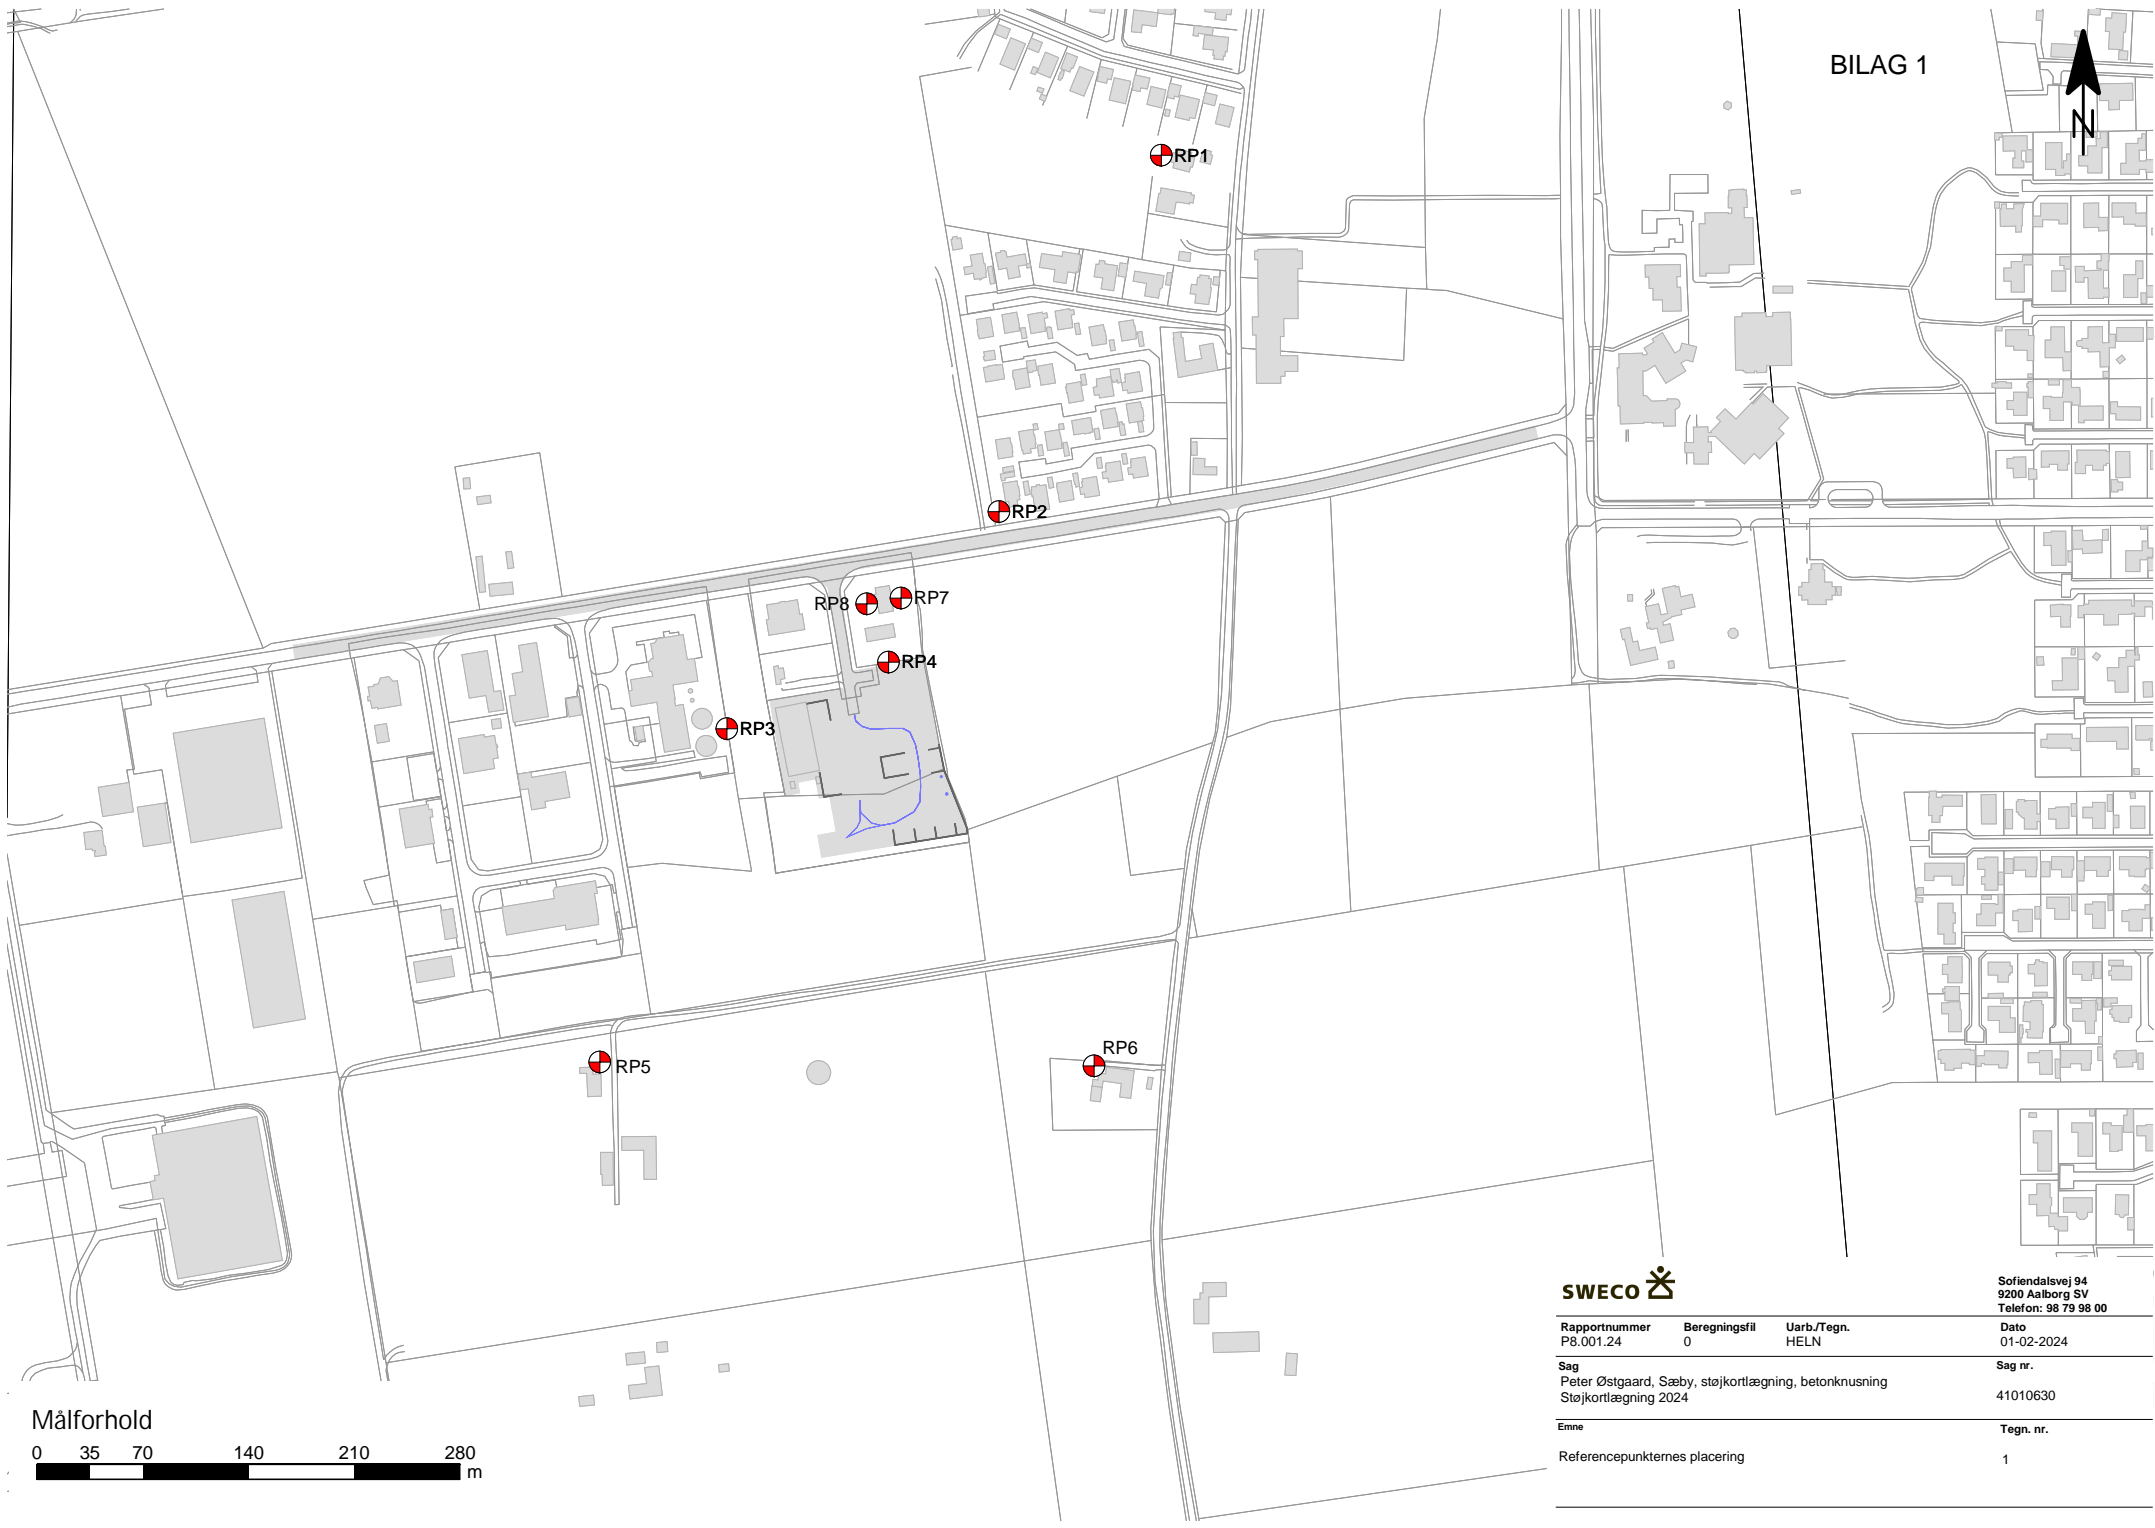 BILAG 1
N
RP1
RP2
RP8
RP7
RP4
RP3
RP5
RP6
SWECO
Sofiendalsvej 94
9200 Aalborg SV
Telefon: 98 79 98 00
Rapportnummer Beregningsfil Uarb./Tegn. Dato
P8.001.24 0 HELN 01-02-2024
Sag Sag nr.
Peter Østgaard, Sæby, støjkortlægning, betonknusning
Støjkortlægning 2024 41010630
Emne Tegn. nr.
Referencepunkternes placering 1
Målforhold
0 35 70 140 210 280
m